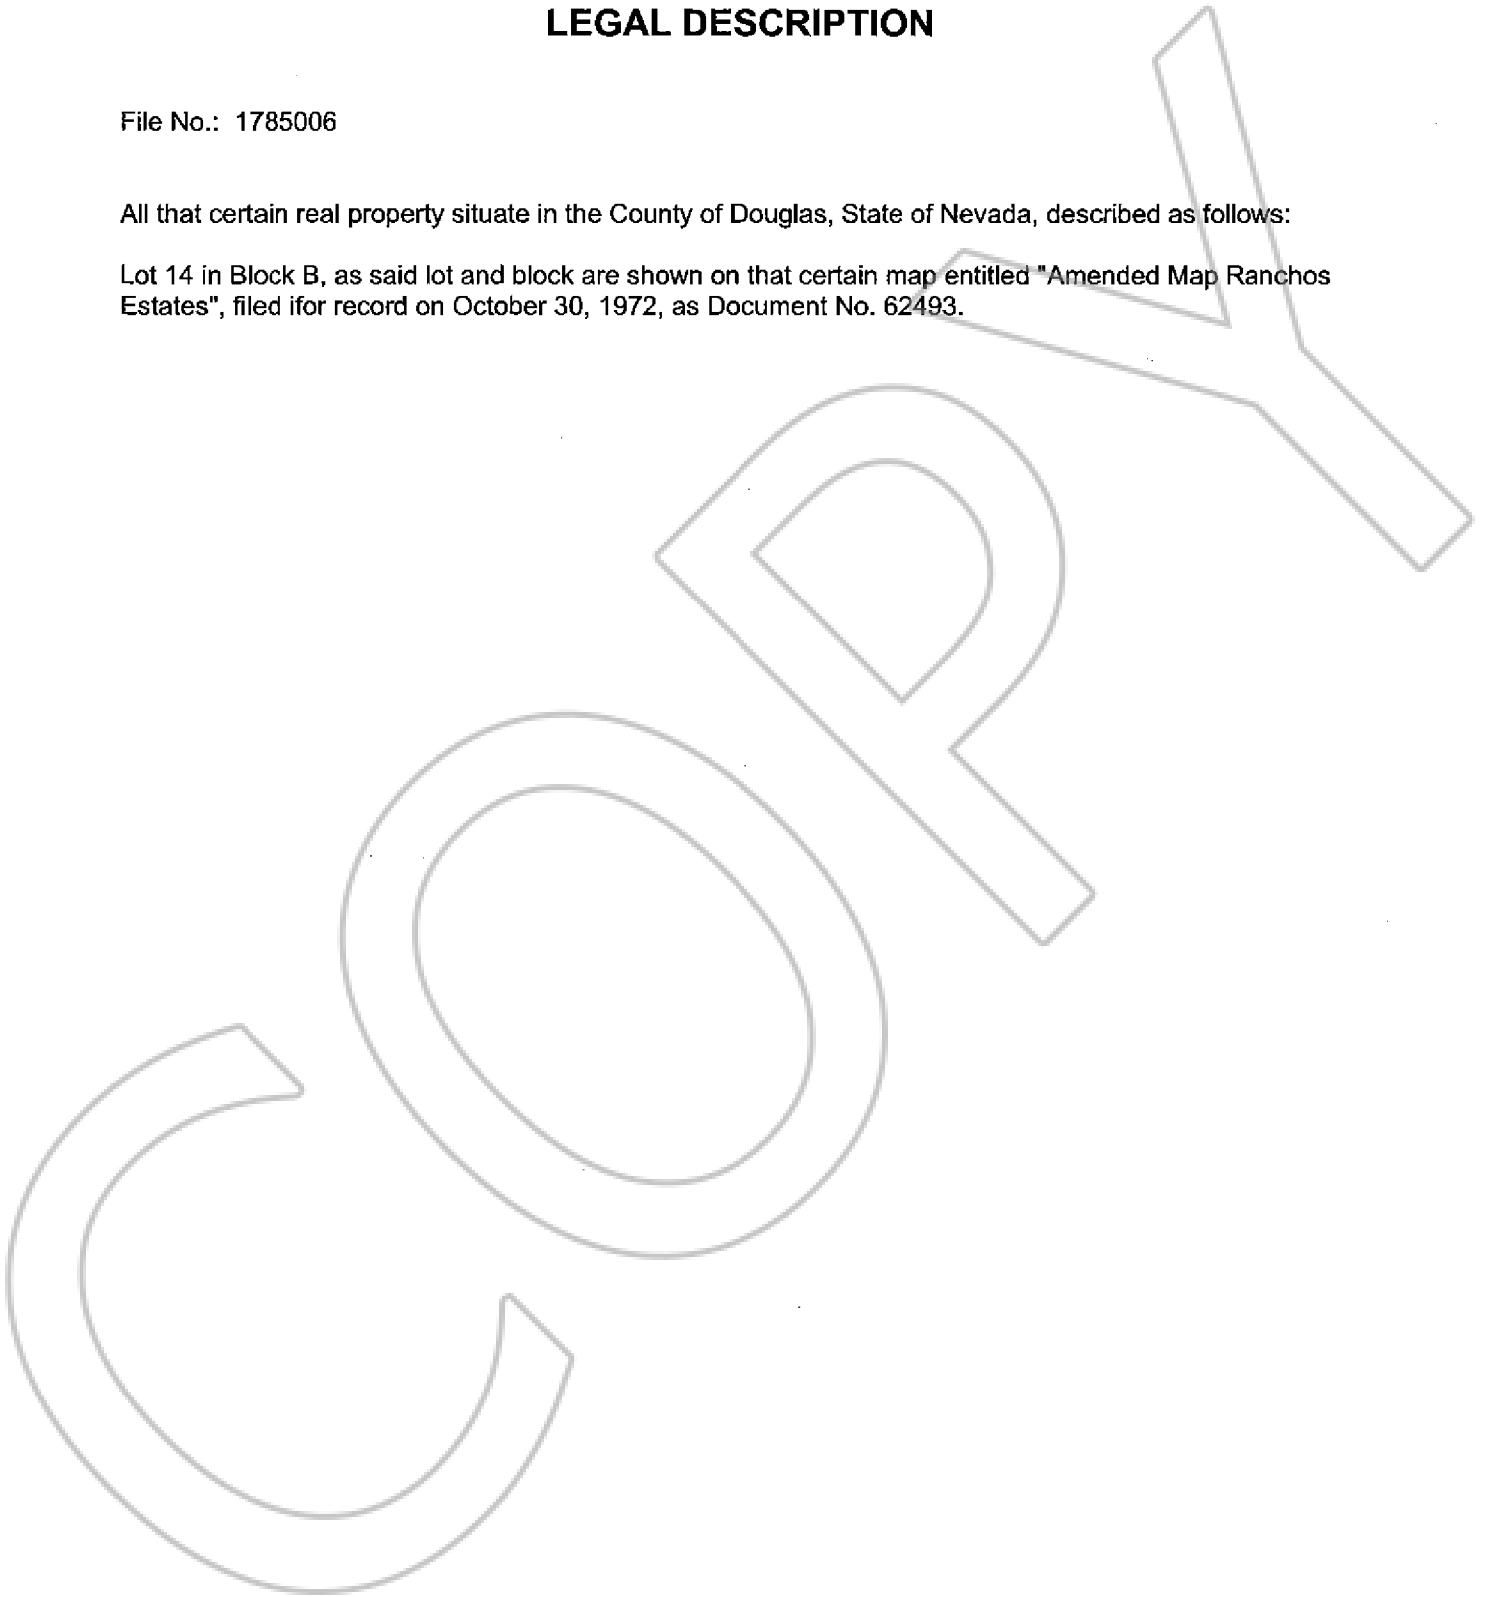 LEGAL DESCRIPTION
File No.: 1785006
All that certain real property situate in the County of Douglas, State of Nevada, described as follows:
Lot 14 in Block B, as said lot and block are shown on that certain map entitled "Amended Map Ranchos
Estates", filed ifor record on October 30, 1972, as Document No. 62493.
COPY